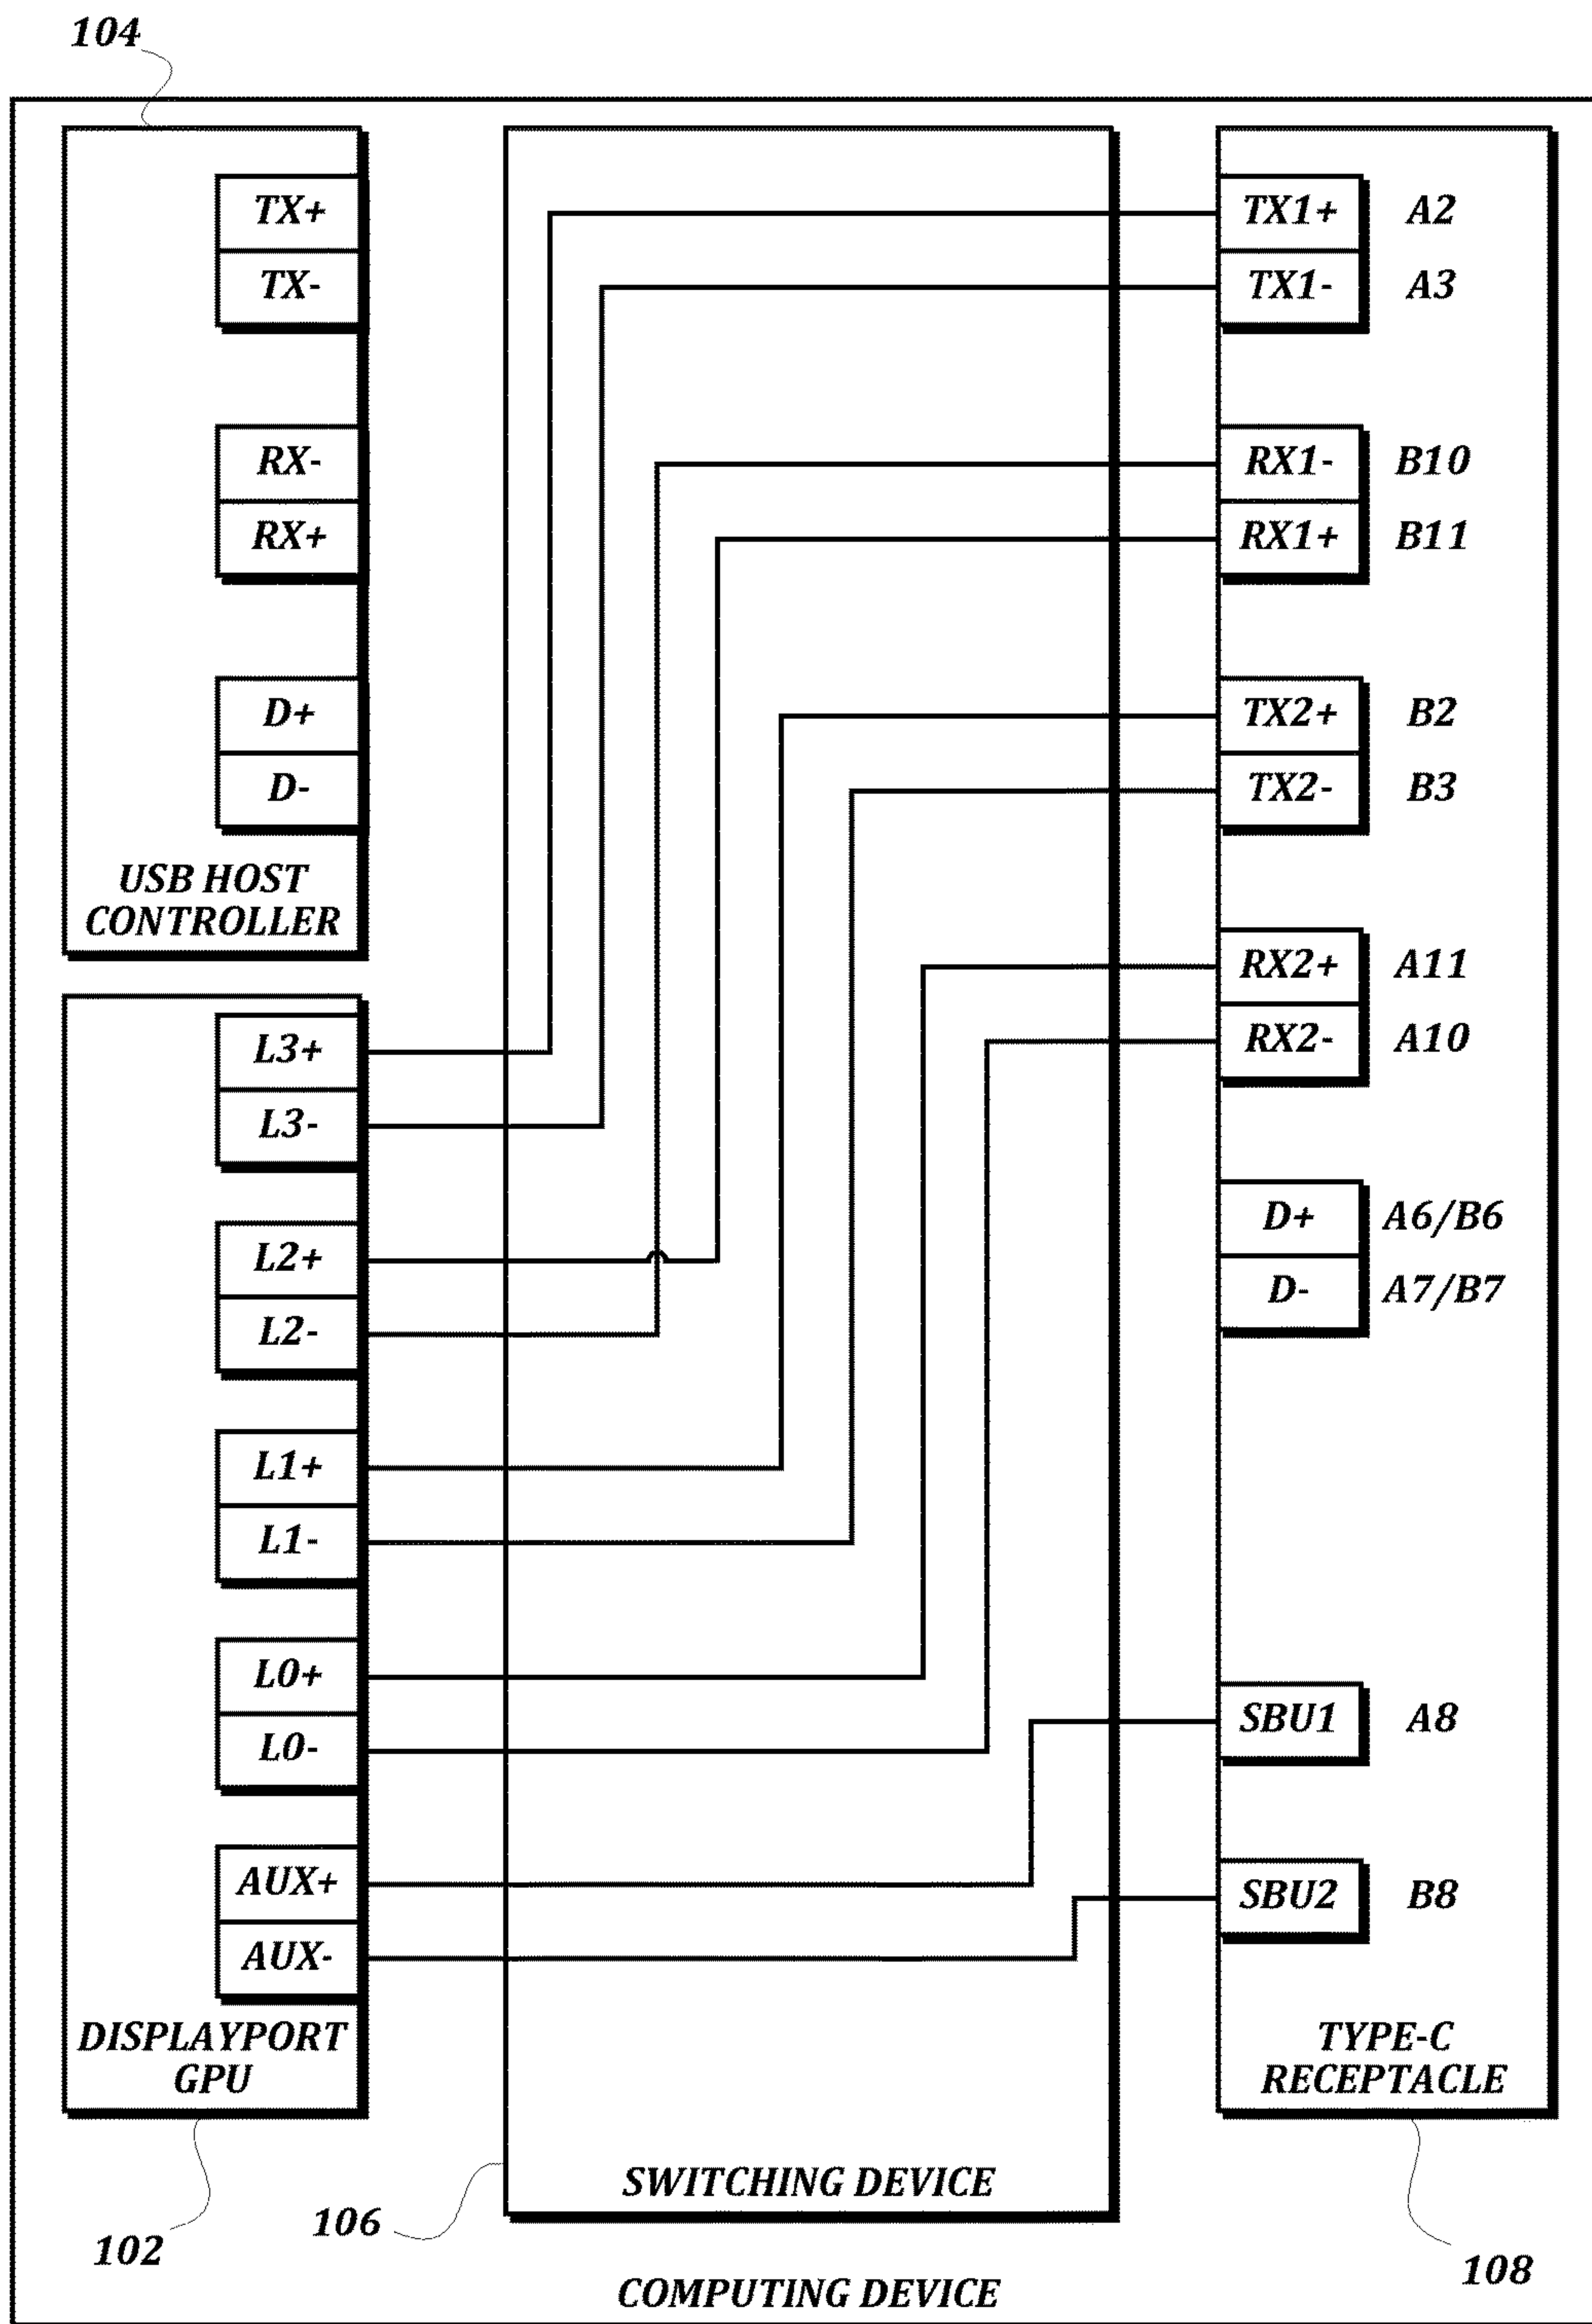 104
TX+
TX-
RX-
RX+
D+
D-
USB HOST
CONTROLLER
L3+
L3-
L2+
L2-
L1+
L1-
L0+
L0-
AUX+
AUX-
DISPLAYPORT
GPU
102
SWITCHING DEVICE
106
TX1+ A2
TX1- A3
RX1- B10
RX1+ B11
TX2+ B2
TX2- B3
RX2+ A11
RX2- A10
D+ A6/B6
D- A7/B7
SBU1 A8
SBU2 B8
TYPE-C
RECEPTACLE
108
COMPUTING DEVICE